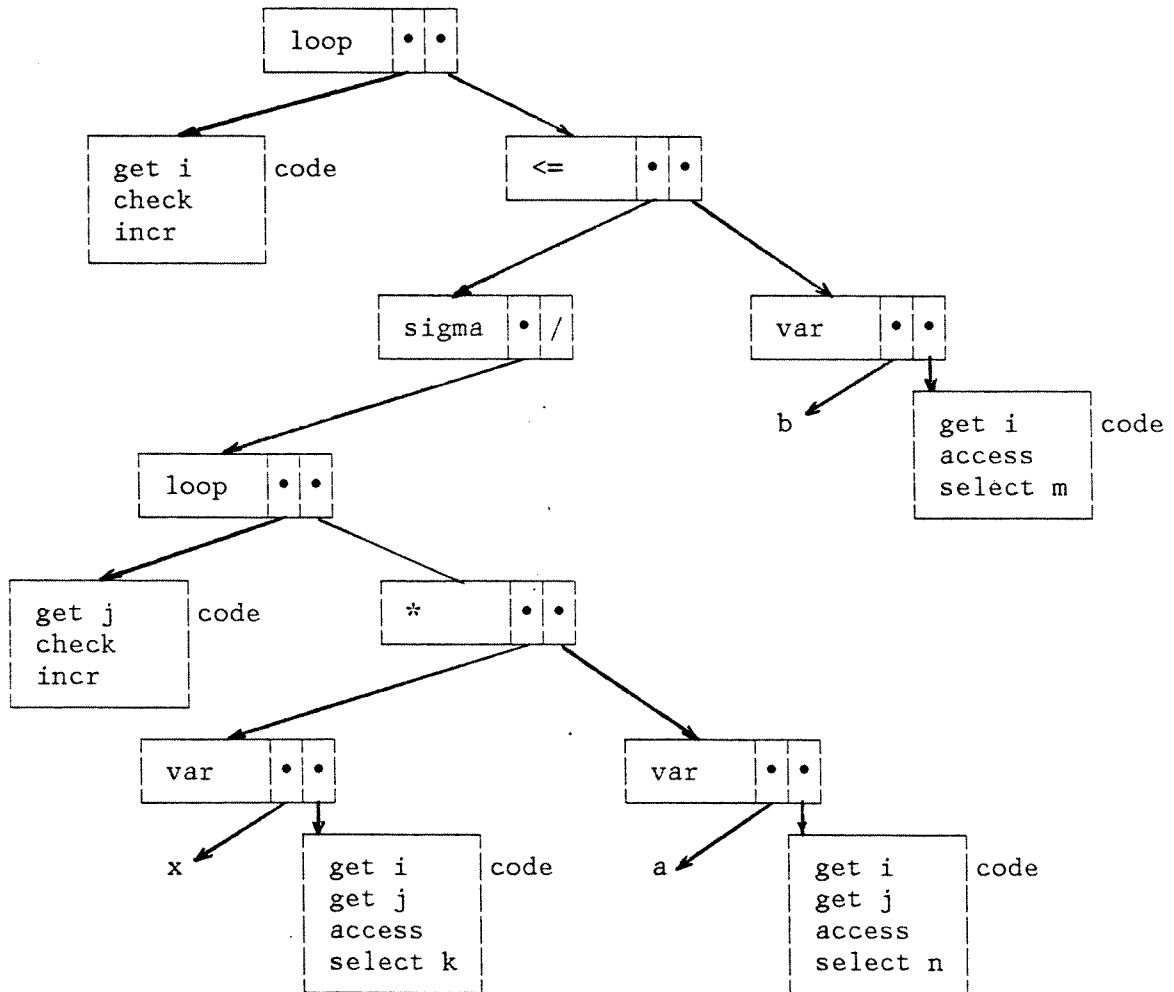 loop • •
get i
check
incr
code
<= • •
sigma • /
var • •
b
get i
access
select m
code
loop • •
get j
check
incr
code
* • •
var • •
x
get i
get j
access
select k
code
var • •
a
get i
get j
access
select n
code